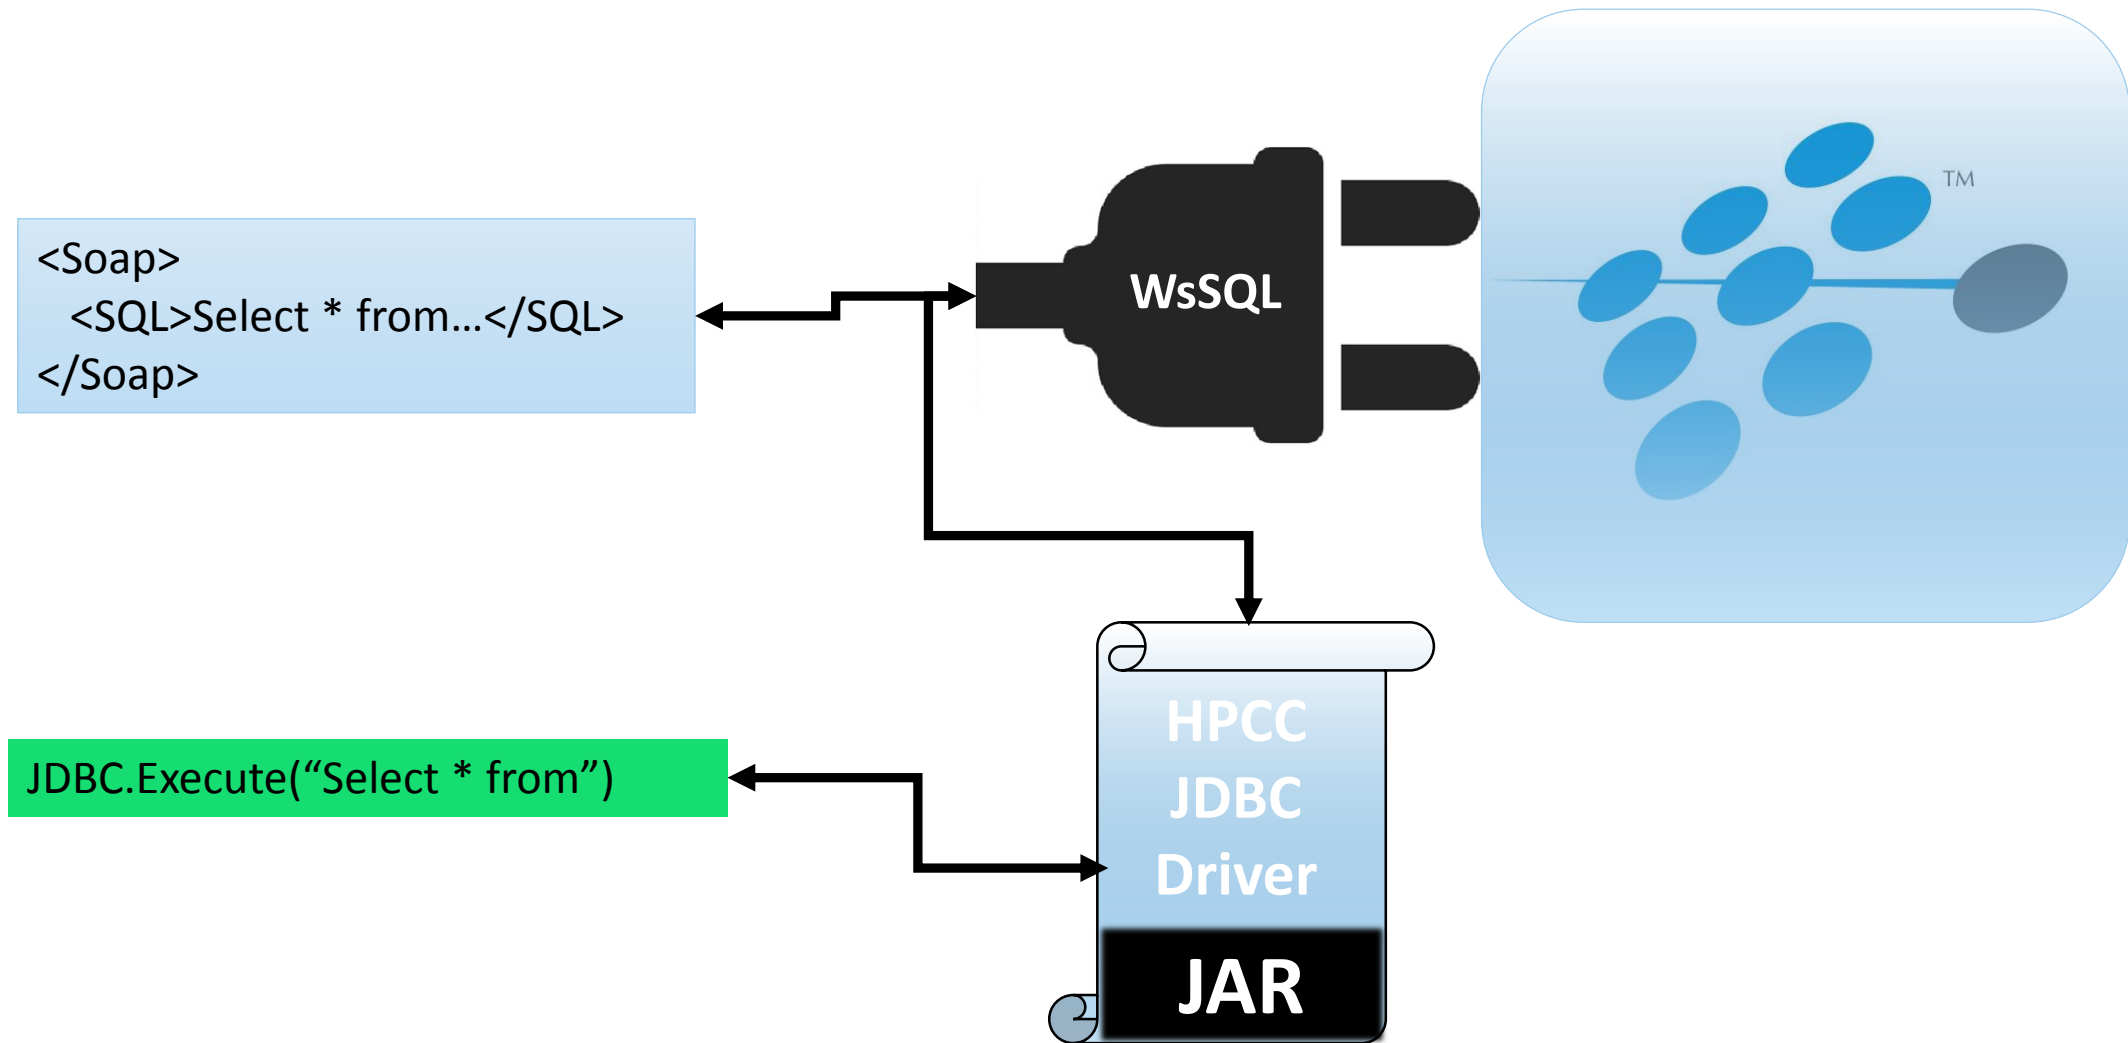 <Soap>
<SQL>Select * from...</SQL>
</Soap>
WsSQL
TM
HPCC
JDBC
Driver
JAR
JDBC.Execute(“Select * from”)